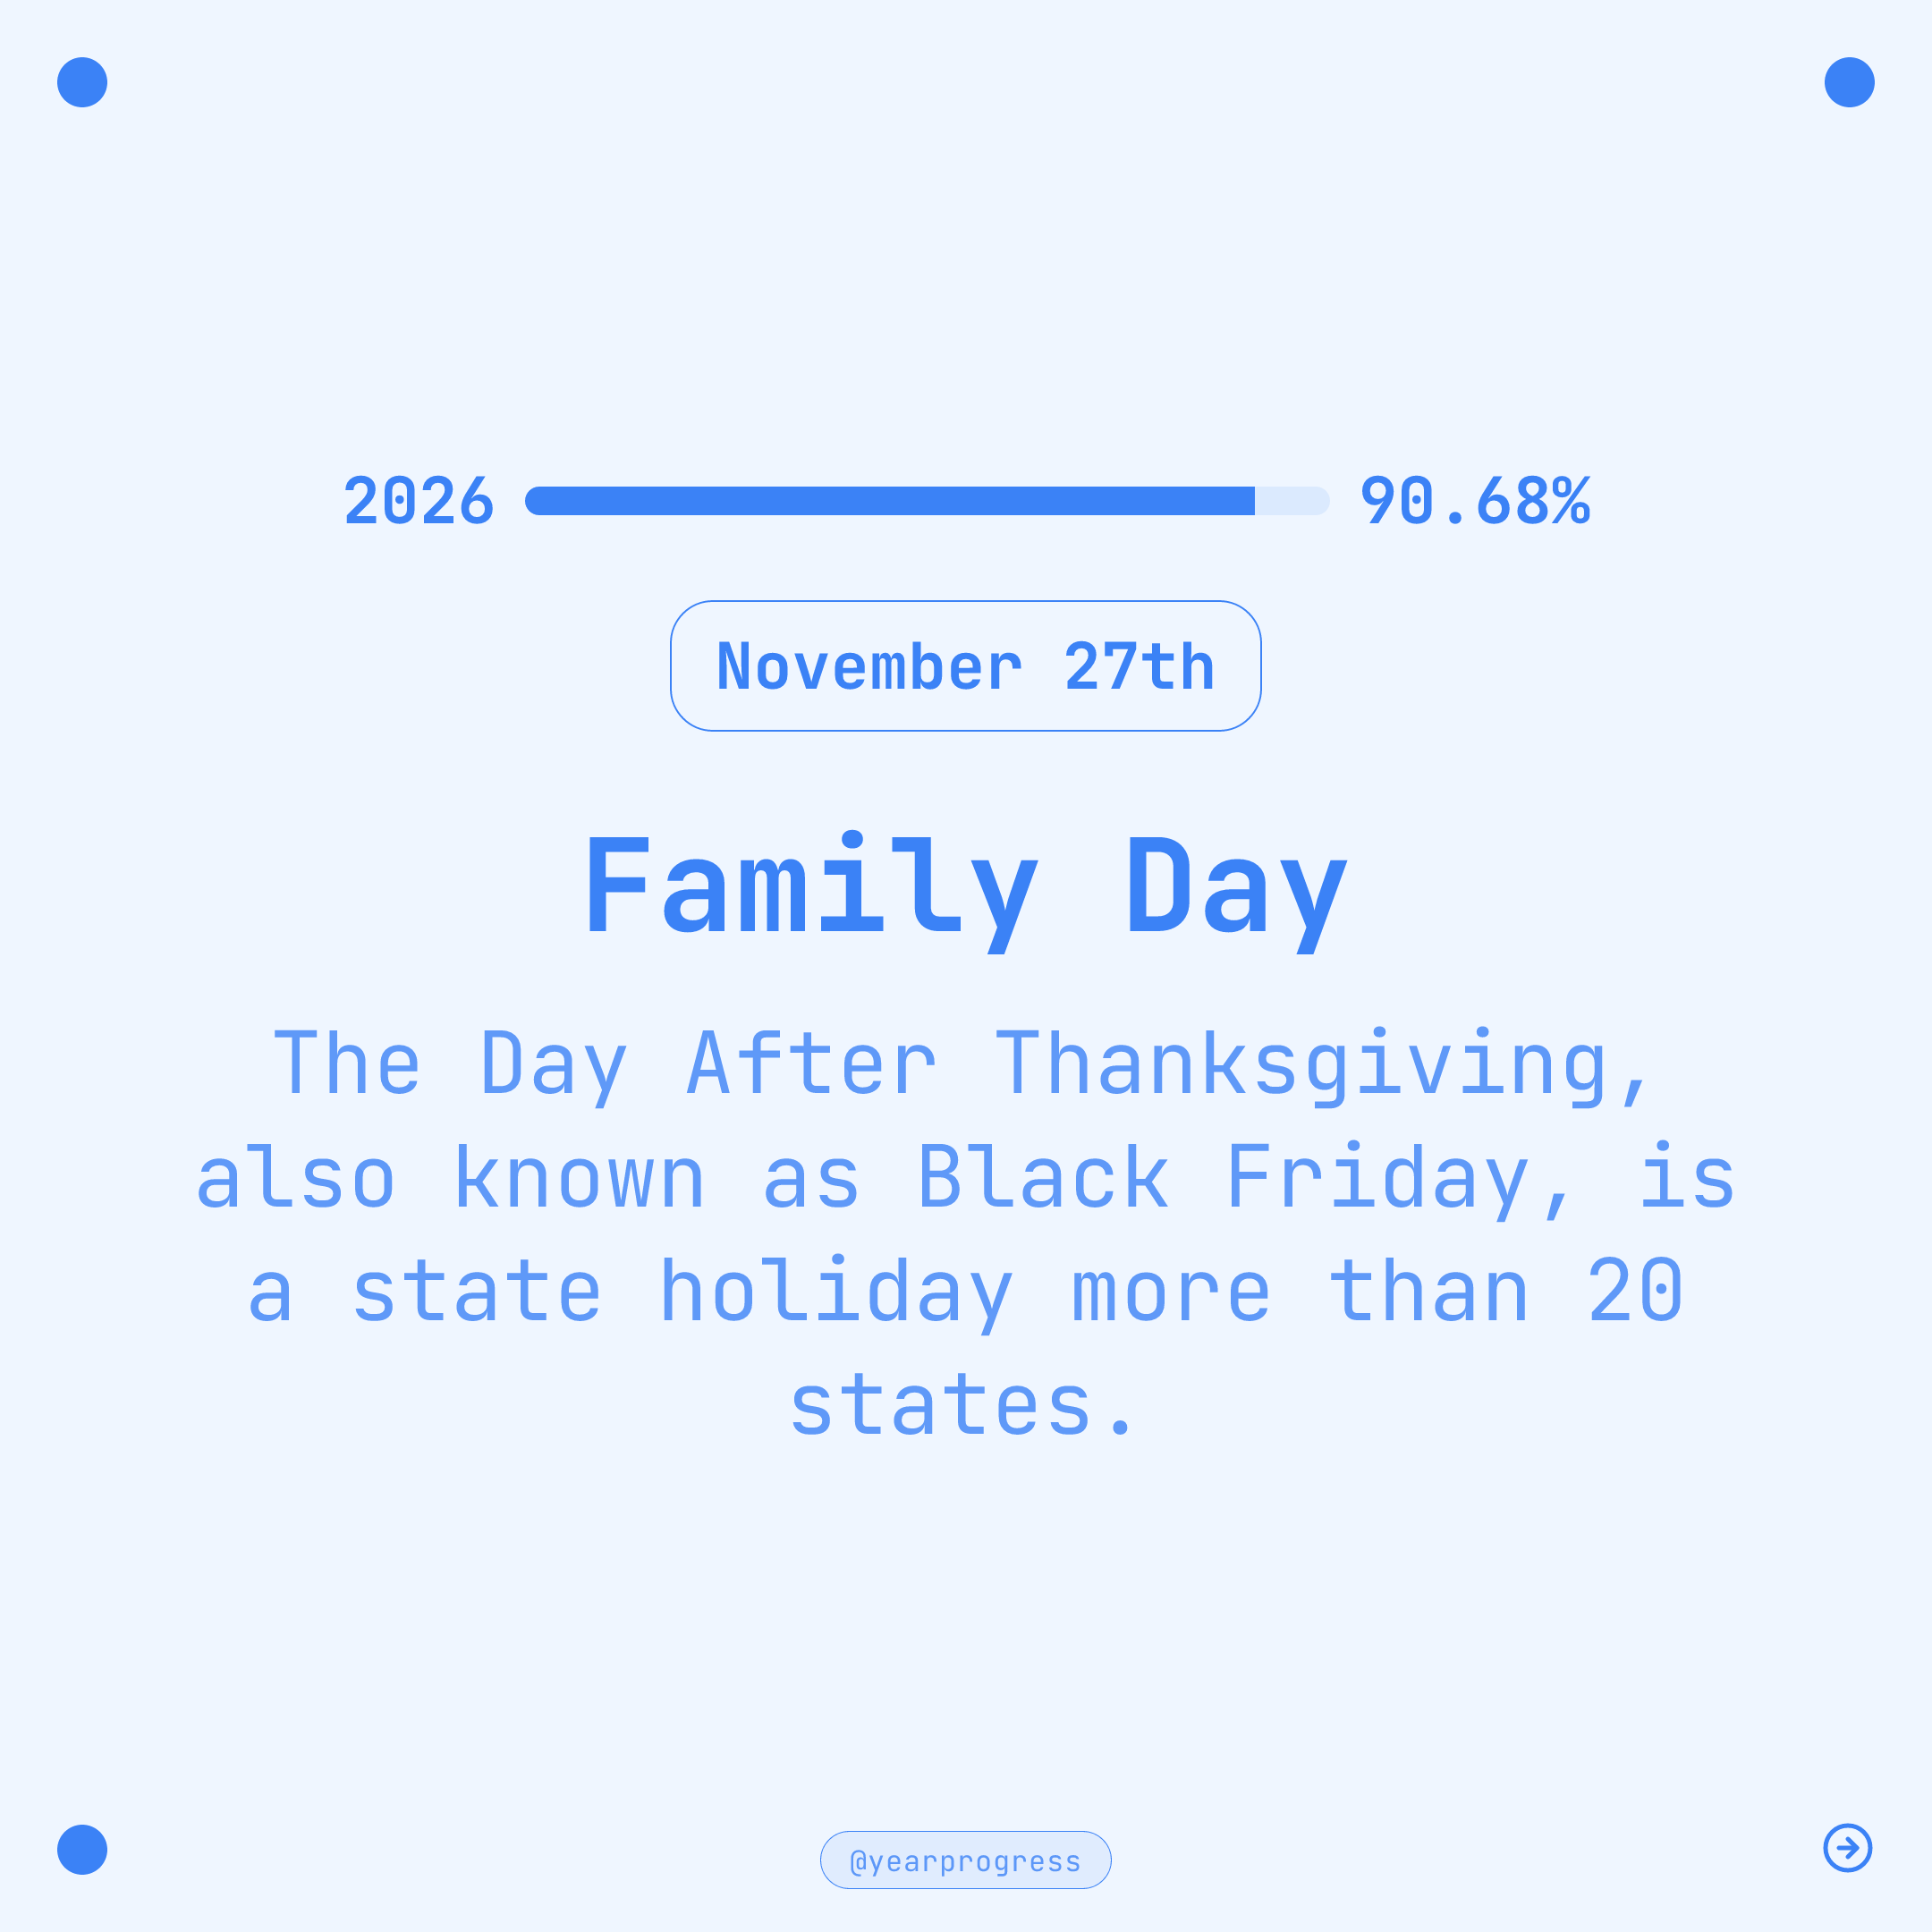 2026 90.68%
November 27th
Family Day
The Day After Thanksgiving,
also known as Black Friday, is
a state holiday more than 20
states.
@yearprogress